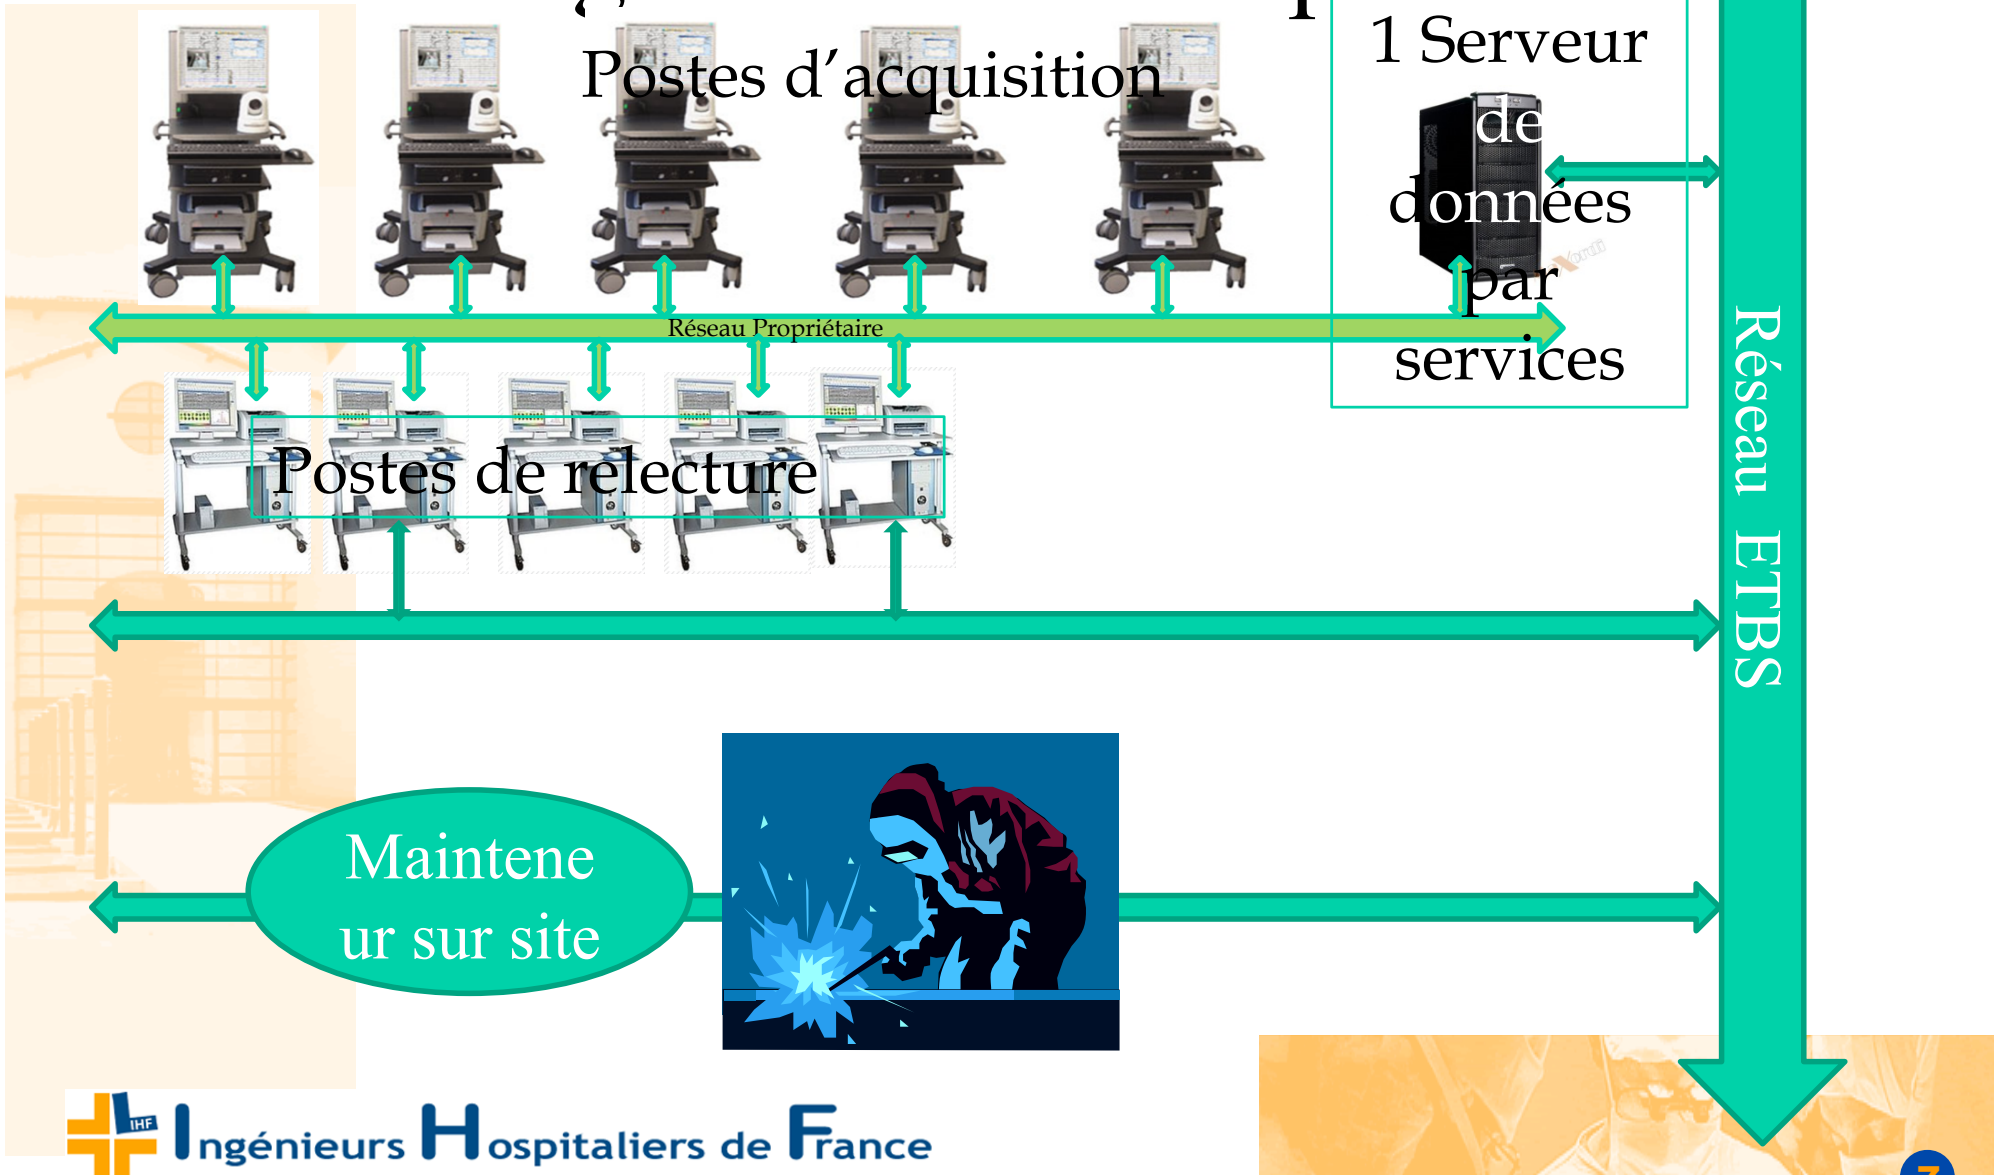 Postes d’acquisition
1 Serveur
de
données
par
services
Réseau Propriétaire
Postes de relecture
Réseau ETBS
Maintene
ur sur site
IHF
Ingénieurs Hospitaliers de France